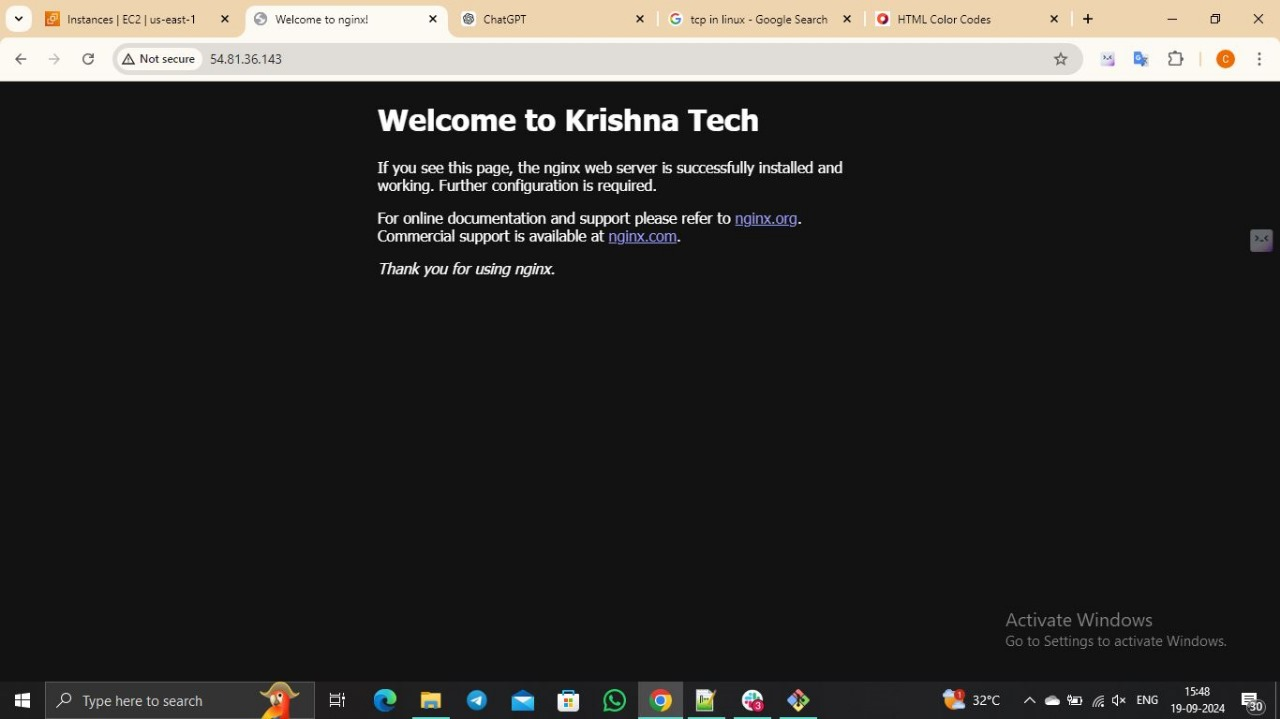 Instances | EC2 | us-east-1
Welcome to nginx!
ChatGPT
tcp in linux - Google Search
HTML Color Codes
Not secure
54.81.36.143
C
Welcome to Krishna Tech
If you see this page, the nginx web server is successfully installed and
working. Further configuration is required.
For online documentation and support please refer to nginx.org.
Commercial support is available at nginx.com.
Thank you for using nginx.
Activate Windows
Go to Settings to activate Windows.
Type here to search
3
1
32°C
ENG
15:48
19-09-2024
30